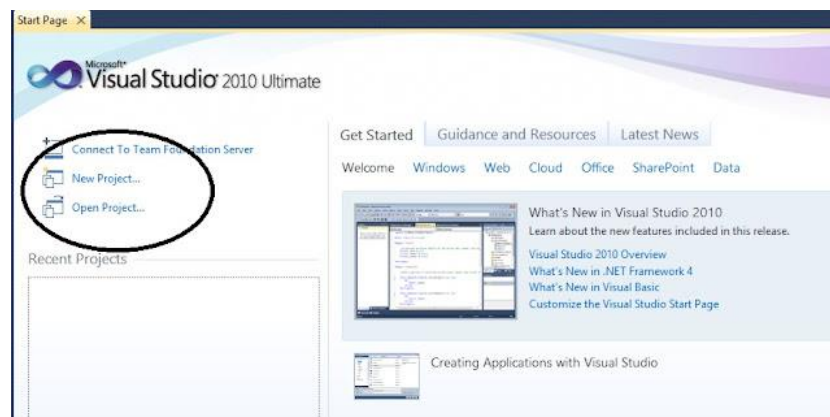 Start Page
Microsoft®
Visual Studio 2010 Ultimate
Connect To Team Foundation Server
New Project...
Open Project...
Recent Projects
Get Started Guidance and Resources Latest News
Welcome Windows Web Cloud Office SharePoint Data
What's New in Visual Studio 2010
Learn about the new features included in this release.
Visual Studio 2010 Overview
What's New in .NET Framework 4
What's New in Visual Basic
Customize the Visual Studio Start Page
Creating Applications with Visual Studio